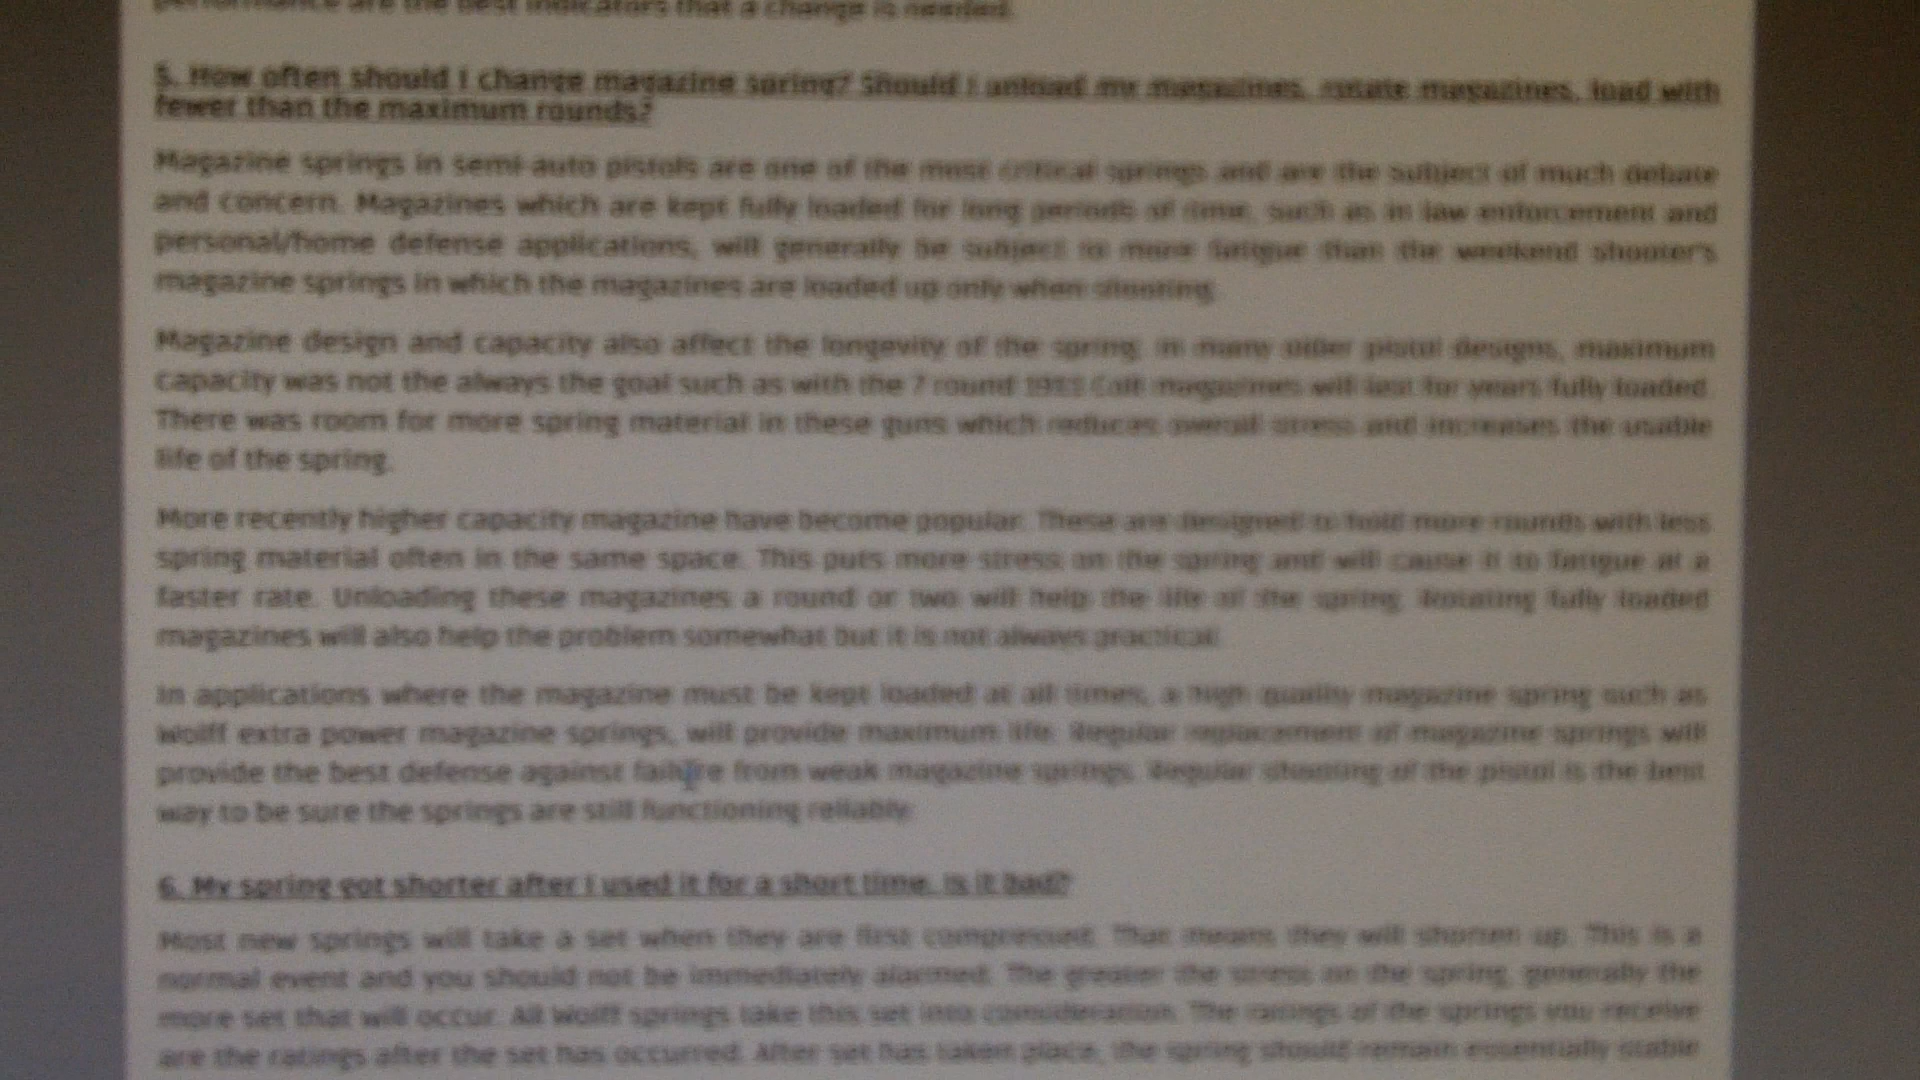 performance are the best indicators that a change is needed.
5. How often should I change magazine spring? Should I unload my magazines, rotate magazines, load with
fewer than the maximum rounds?
Magazine springs in semi-auto pistols are one of the most critical springs and are the subject of much debate
and concern. Magazines which are kept fully loaded for long periods of time, such as in law enforcement and
personal/home defense applications, will generally be subject to more fatigue than the weekend shooter's
magazine springs in which the magazines are loaded up only when shooting.
Magazine design and capacity also affect the longevity of the spring. In many older pistol designs, maximum
capacity was not the always the goal such as with the 7 round 1911 Colt magazines will last for years fully loaded.
There was room for more spring material in these guns which reduces overall stress and increases the usable
life of the spring.
More recently higher capacity magazine have become popular. These are designed to hold more rounds with less
spring material often in the same space. This puts more stress on the spring and will cause it to fatigue at a
faster rate. Unloading these magazines a round or two will help the life of the spring. Rotating fully loaded
magazines will also help the problem somewhat but it is not always practical.
In applications where the magazine must be kept loaded at all times, a high quality magazine spring such as
Wolff extra power magazine springs, will provide maximum life. Regular replacement of magazine springs will
provide the best defense against failure from weak magazine springs. Regular shooting of the pistol is the best
way to be sure the springs are still functioning reliably.
6. My spring got shorter after I used it for a short time. Is it bad?
Most new springs will take a set when they are first compressed. That means they will shorten up. This is a
normal event and you should not be immediately alarmed. The greater the stress on the spring, generally the
more set that will occur. All Wolff springs take this set into consideration. The ratings of the springs you receive
are the ratings after the set has occurred. After set has taken place, the spring should remain essentially stable